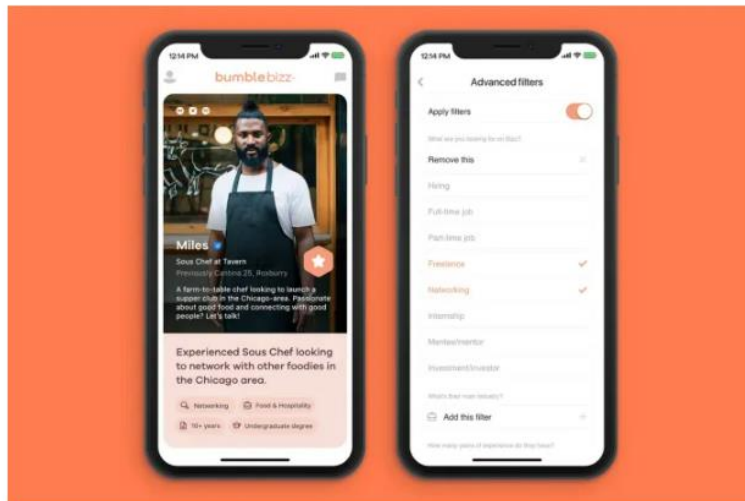 12:14 PM
bumble bizz
Miles
Sous Chef at Tavern
Previously Cantina 25, Roxburry
A farm-to-table chef looking to launch a
supper club in the Chicago-area. Passionate
about good food and connecting with good
people? Let's talk!
Experienced Sous Chef looking
to network with other foodies in
the Chicago area.
Networking
Food & Hospitality
10+ years
Undergraduate degree
12:14 PM
Advanced filters
Apply filters
What are you looking for on Bizz?
Remove this
Hiring
Full-time job
Part-time job
Freelance
Networking
Internship
Mentee/mentor
Investment/investor
What's their main industry?
Add this filter
How many years of experience do they have?